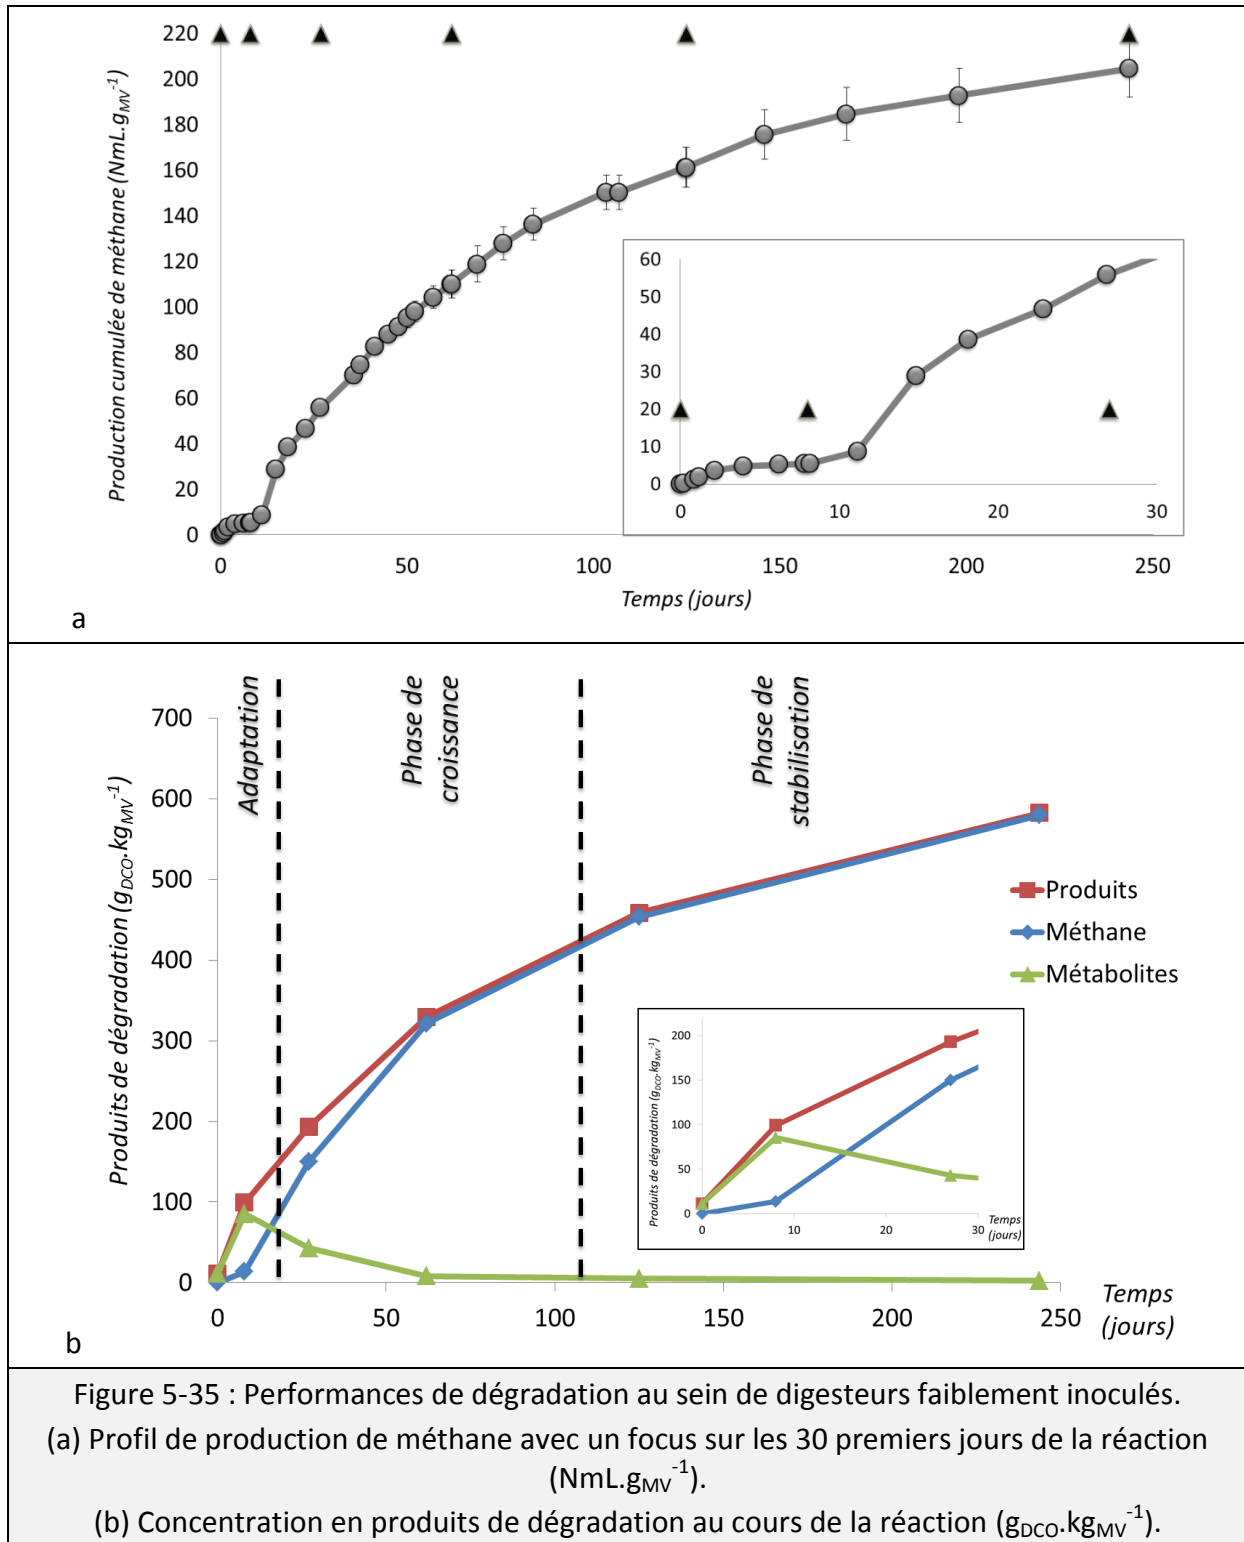 220
200
180
160
140
120
100
80
60
40
20
0
Production cumulée de méthane (NmL.gMV-1)
60
50
40
30
20
10
0
0 10 20 30
0 50 100 150 200 250
Temps (jours)
a
Adaptation
Phase de
croissance
Phase de
stabilisation
700
600
500
400
300
200
100
0
Produits de dégradation (gDCO.kgMV-1)
Produits
Méthane
Métabolites
200
150
100
50
0
Produits de dégradation (gDCO.kgMV-1)
0 10 20 30
Temps
(jours)
0 50 100 150 200 250
Temps
(jours)
b
Figure 5-35 : Performances de dégradation au sein de digesteurs faiblement inoculés.
(a) Profil de production de méthane avec un focus sur les 30 premiers jours de la réaction
(NmL.gMV-1).
(b) Concentration en produits de dégradation au cours de la réaction (gDCO.kgMV-1).